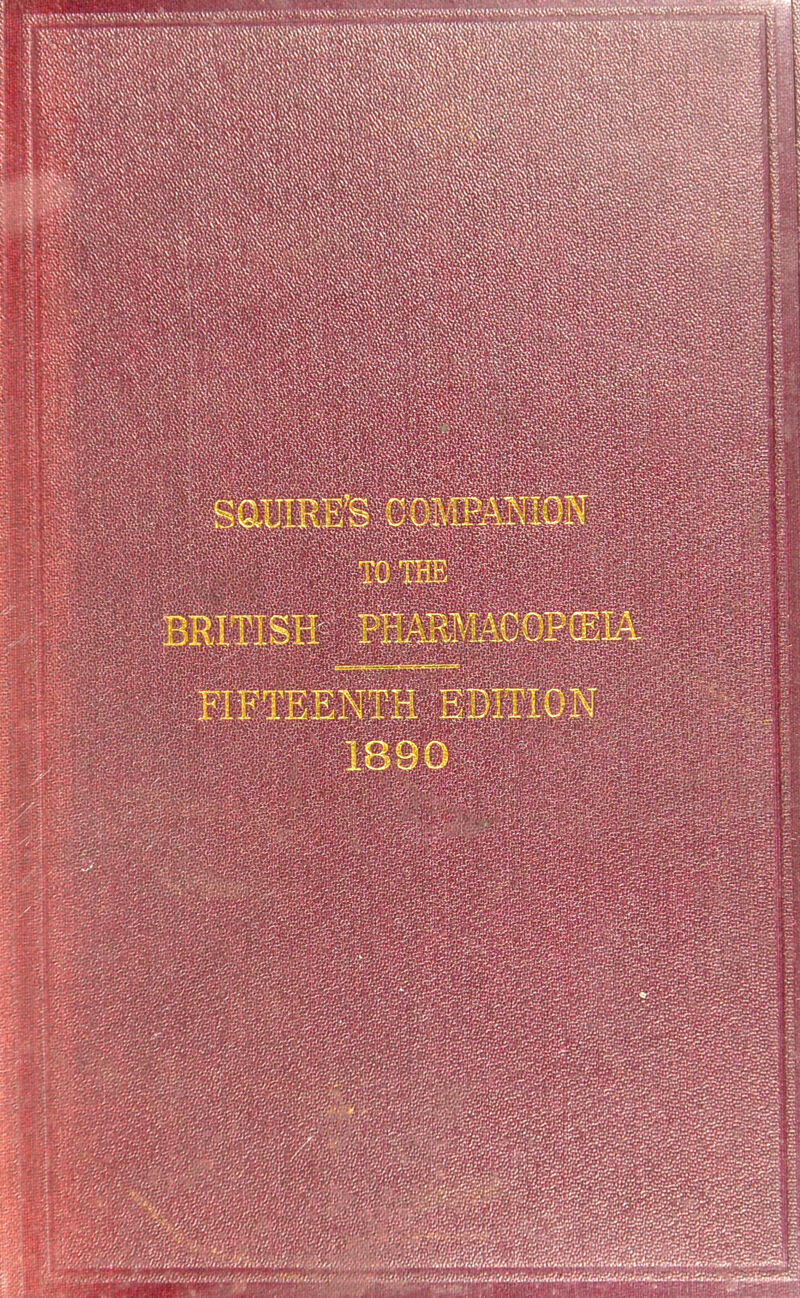 SQUIRE'S COMPANION
TO THE
BRITISH PHARMACOPŒIA
FIFTEENTH EDITION
1890